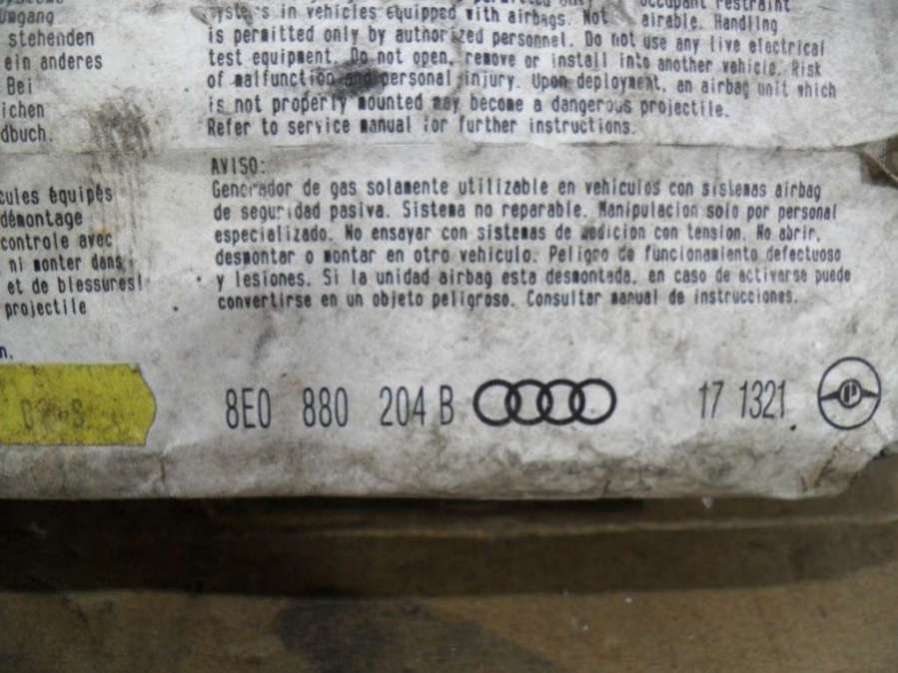 stehenden
ein anderes
Bei
ichen
dbuch.
in vehicles equipped with airbags. Not
occupant restraint
airable. Handling
is permitted only by authorized personnel. Do not use any live electrical
test equipment. Do not open, remove or install into another vehicle. Risk
of malfunction and personal injury. Upon deployment, an airbag unit which
is not properly mounted may become a dangerous projectile.
Refer to service manual for further instructions.
cules équipés
démontage
controle avec
ni monter dans
et de blessures!
projectile
n.
AVISO:
Generador de gas solamente utilizable en vehiculos con sistemas airbag
de seguridad pasiva. Sistema no reparable. Manipulacion solo por personal
especializado. No ensayar con sistemas de medicion con tension. No abrir,
desmontar o montar en otro vehiculo. Peligro de funcionamiento defectuoso
y lesiones. Si la unidad airbag esta desmontada, en caso de activarse puede
convertirse en un objeto peligroso. Consultar manual de instrucciones.
8E0 880 204 B 17 1321